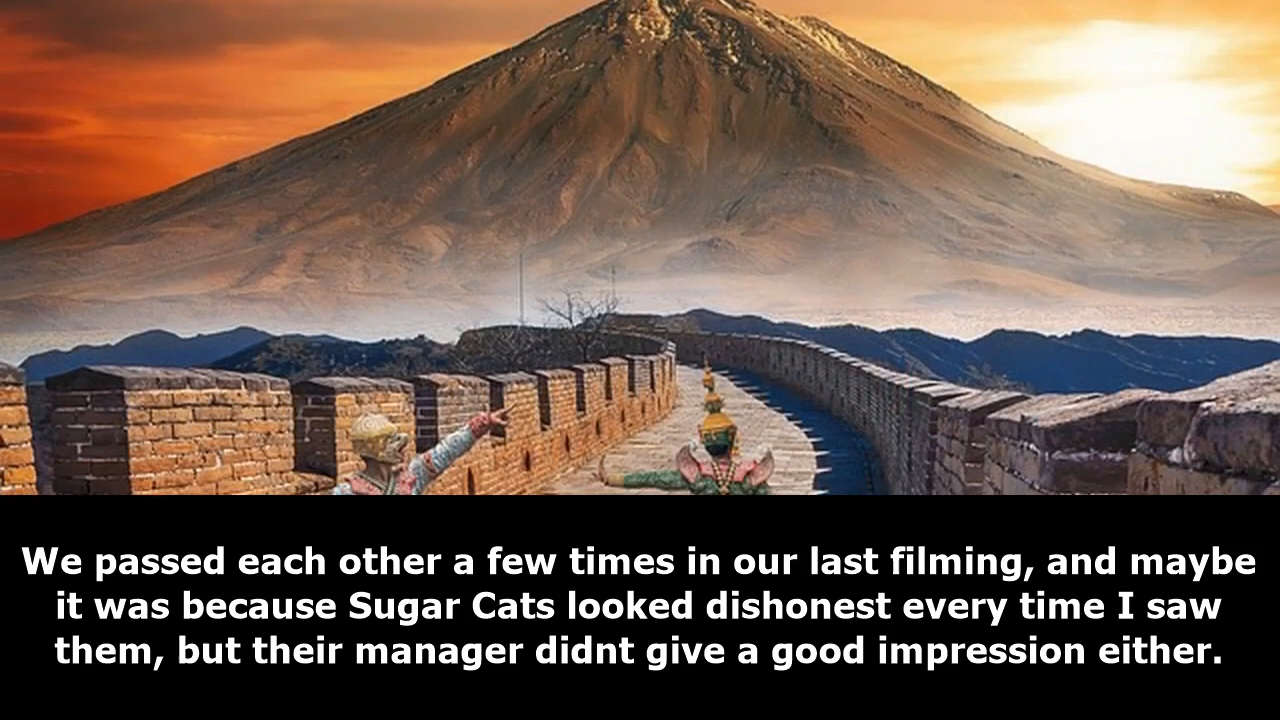 We passed each other a few times in our last filming, and maybe
it was because Sugar Cats looked dishonest every time I saw
them, but their manager didnt give a good impression either.